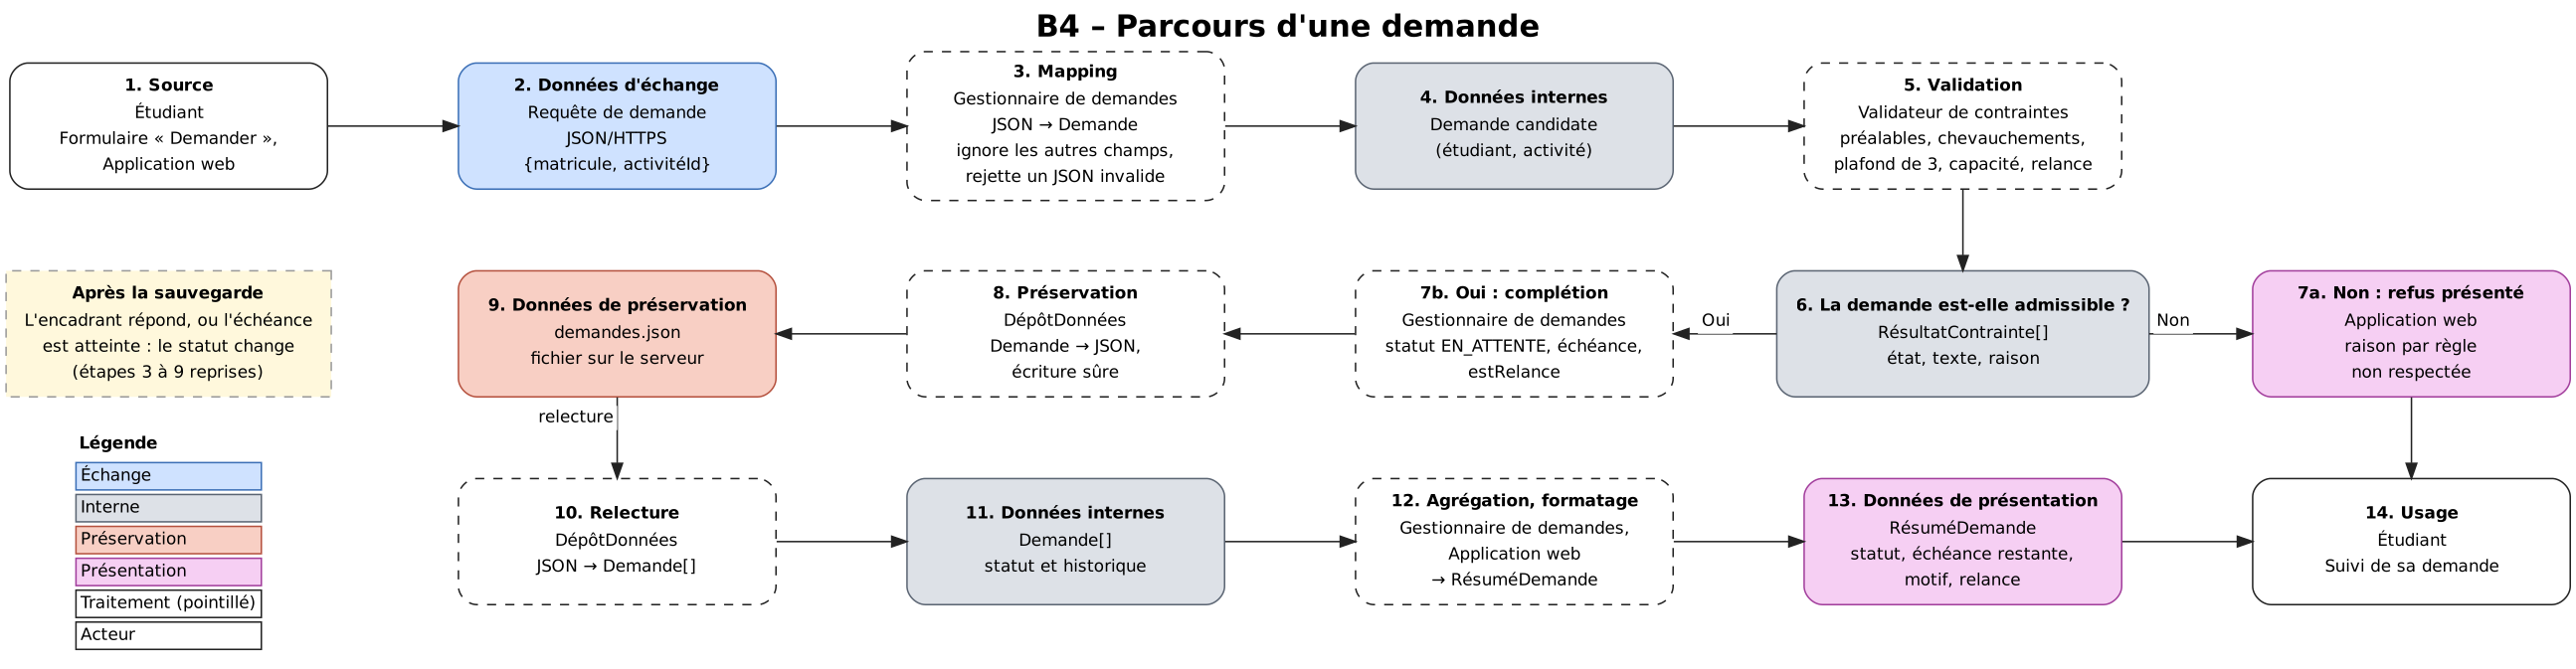 B4 – Parcours d'une demande
1. Source
Étudiant
Formulaire « Demander »,
Application web
2. Données d'échange
Requête de demande
JSON/HTTPS
{matricule, activitéId}
3. Mapping
Gestionnaire de demandes
JSON → Demande
ignore les autres champs,
rejette un JSON invalide
4. Données internes
Demande candidate
(étudiant, activité)
5. Validation
Validateur de contraintes
préalables, chevauchements,
plafond de 3, capacité, relance
Après la sauvegarde
L'encadrant répond, ou l'échéance
est atteinte : le statut change
(étapes 3 à 9 reprises)
9. Données de préservation
demandes.json
fichier sur le serveur
8. Préservation
DépôtDonnées
Demande → JSON,
écriture sûre
7b. Oui : complétion
Gestionnaire de demandes
statut EN_ATTENTE, échéance,
estRelance
Oui
6. La demande est-elle admissible ?
RésultatContrainte[]
état, texte, raison
Non
7a. Non : refus présenté
Application web
raison par règle
non respectée
relecture
Légende
Échange
Interne
Préservation
Présentation
Traitement (pointillé)
Acteur
10. Relecture
DépôtDonnées
JSON → Demande[]
11. Données internes
Demande[]
statut et historique
12. Agrégation, formatage
Gestionnaire de demandes,
Application web
→ RésuméDemande
13. Données de présentation
RésuméDemande
statut, échéance restante,
motif, relance
14. Usage
Étudiant
Suivi de sa demande